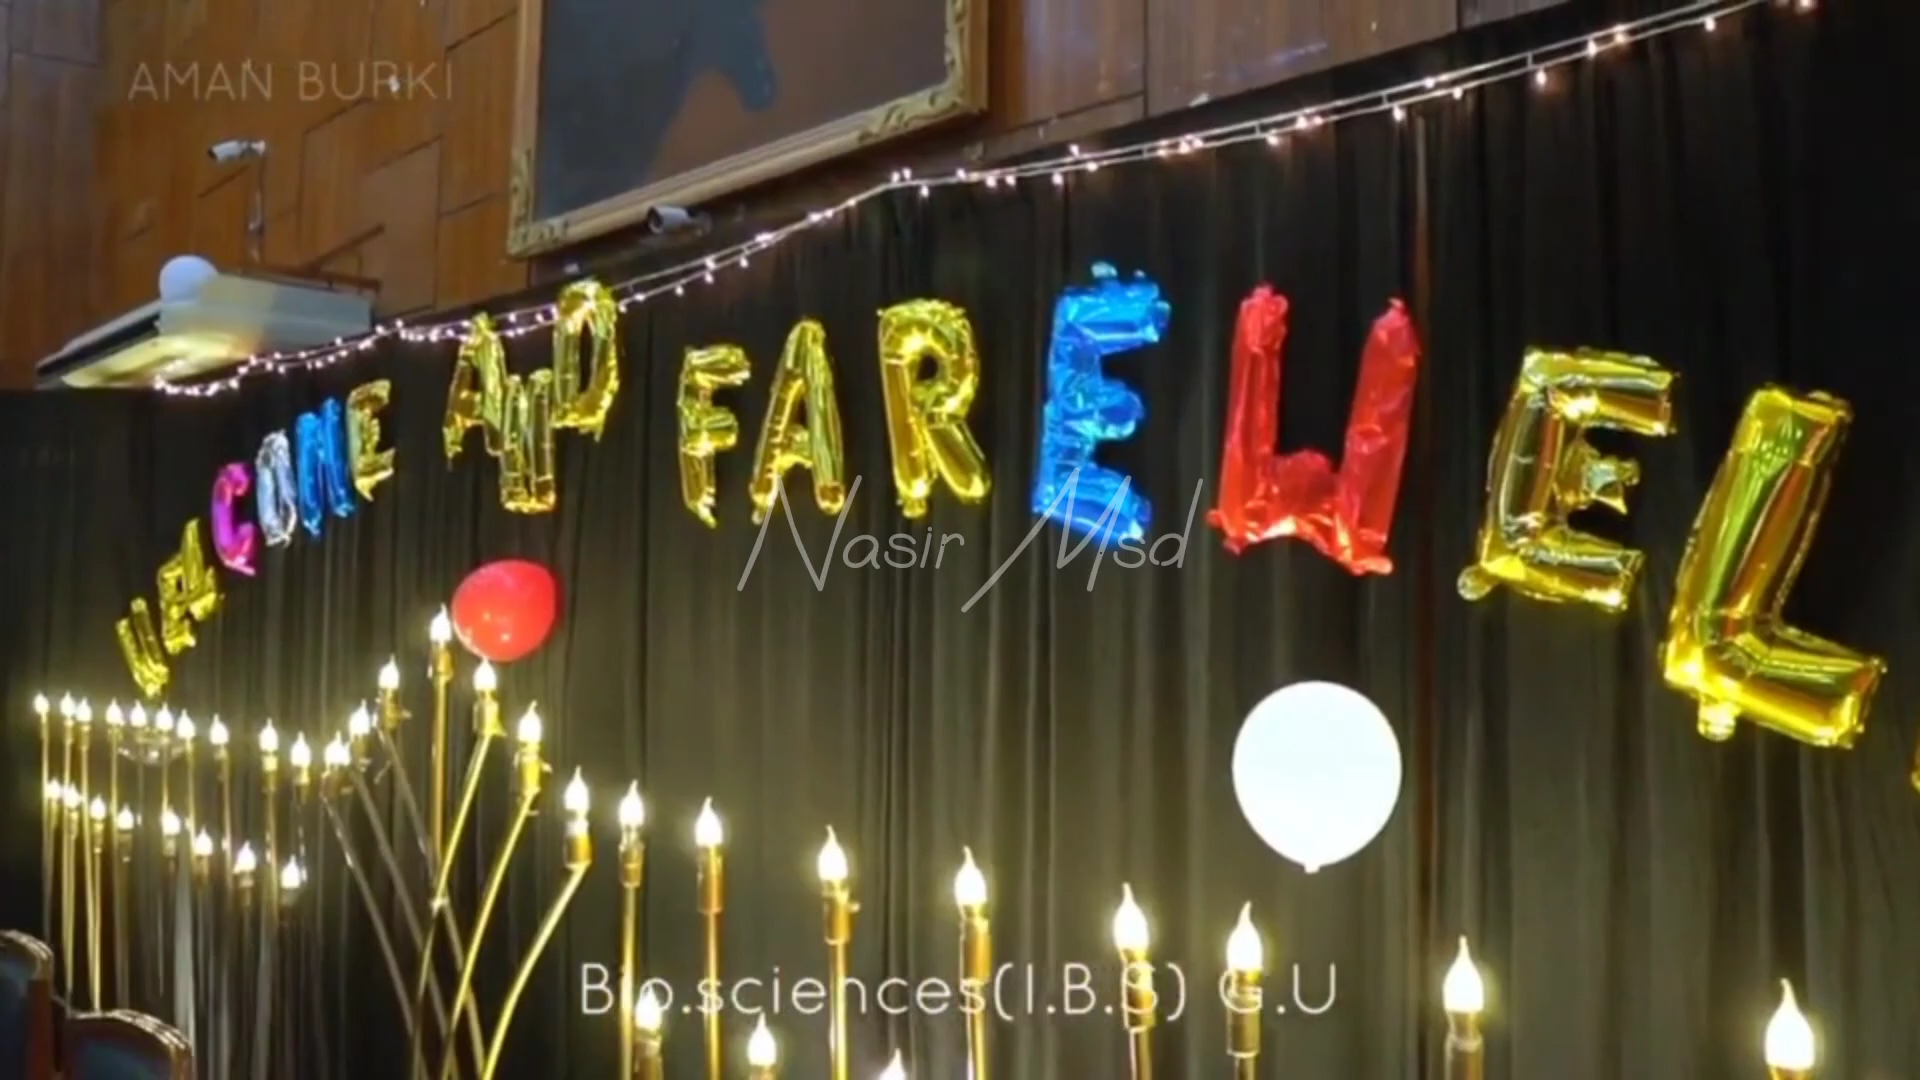 AMAN BURKI
WELCOME AND FAREWEL
Nasir Msd
Bio.sciences(I.B.S) G.U